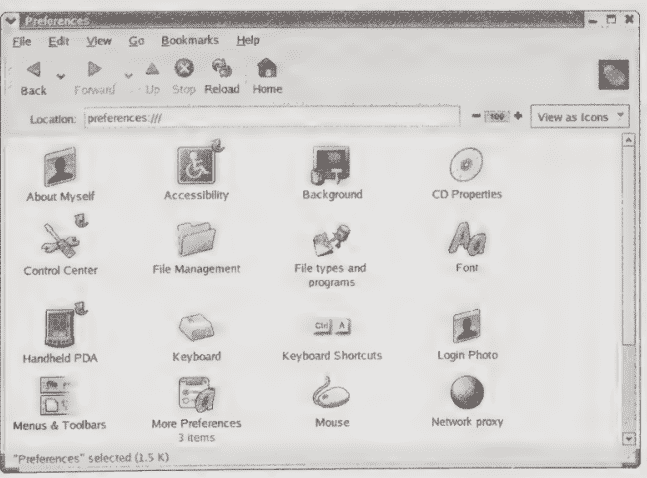 Preferences
File Edit View Go Bookmarks Help
Back Forward Up Stop Reload Home
Location: preferences:/// 100 View as Icons
About Myself Accessibility Background CD Properties
Control Center File Management File types and programs Font
Handheld PDA Keyboard Ctrl A Keyboard Shortcuts Login Photo
Menus & Toolbars More Preferences 3 items Mouse Network proxy
"Preferences" selected (1.5 K)